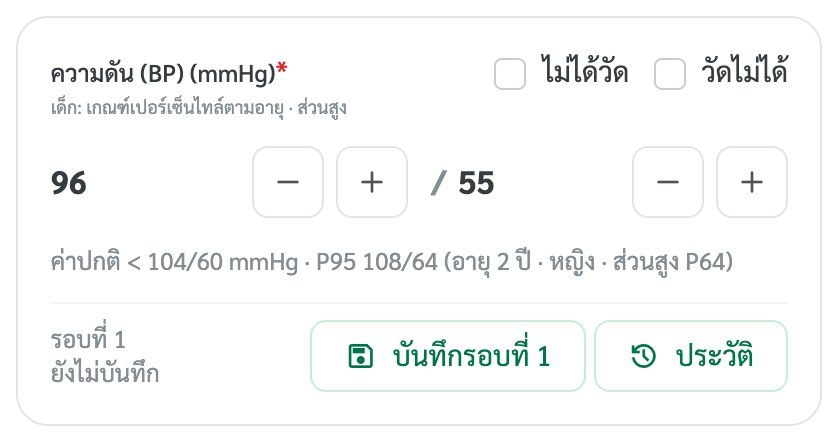 ความดัน (BP) (mmHg)*
ไม่ได้วัด
วัดไม่ได้
เด็ก: เกณฑ์เปอร์เซ็นไทล์ตามอายุ · ส่วนสูง
96 − + / 55 − +
ค่าปกติ < 104/60 mmHg · P95 108/64 (อายุ 2 ปี · หญิง · ส่วนสูง P64)
รอบที่ 1
ยังไม่บันทึก
บันทึกรอบที่ 1
ประวัติ